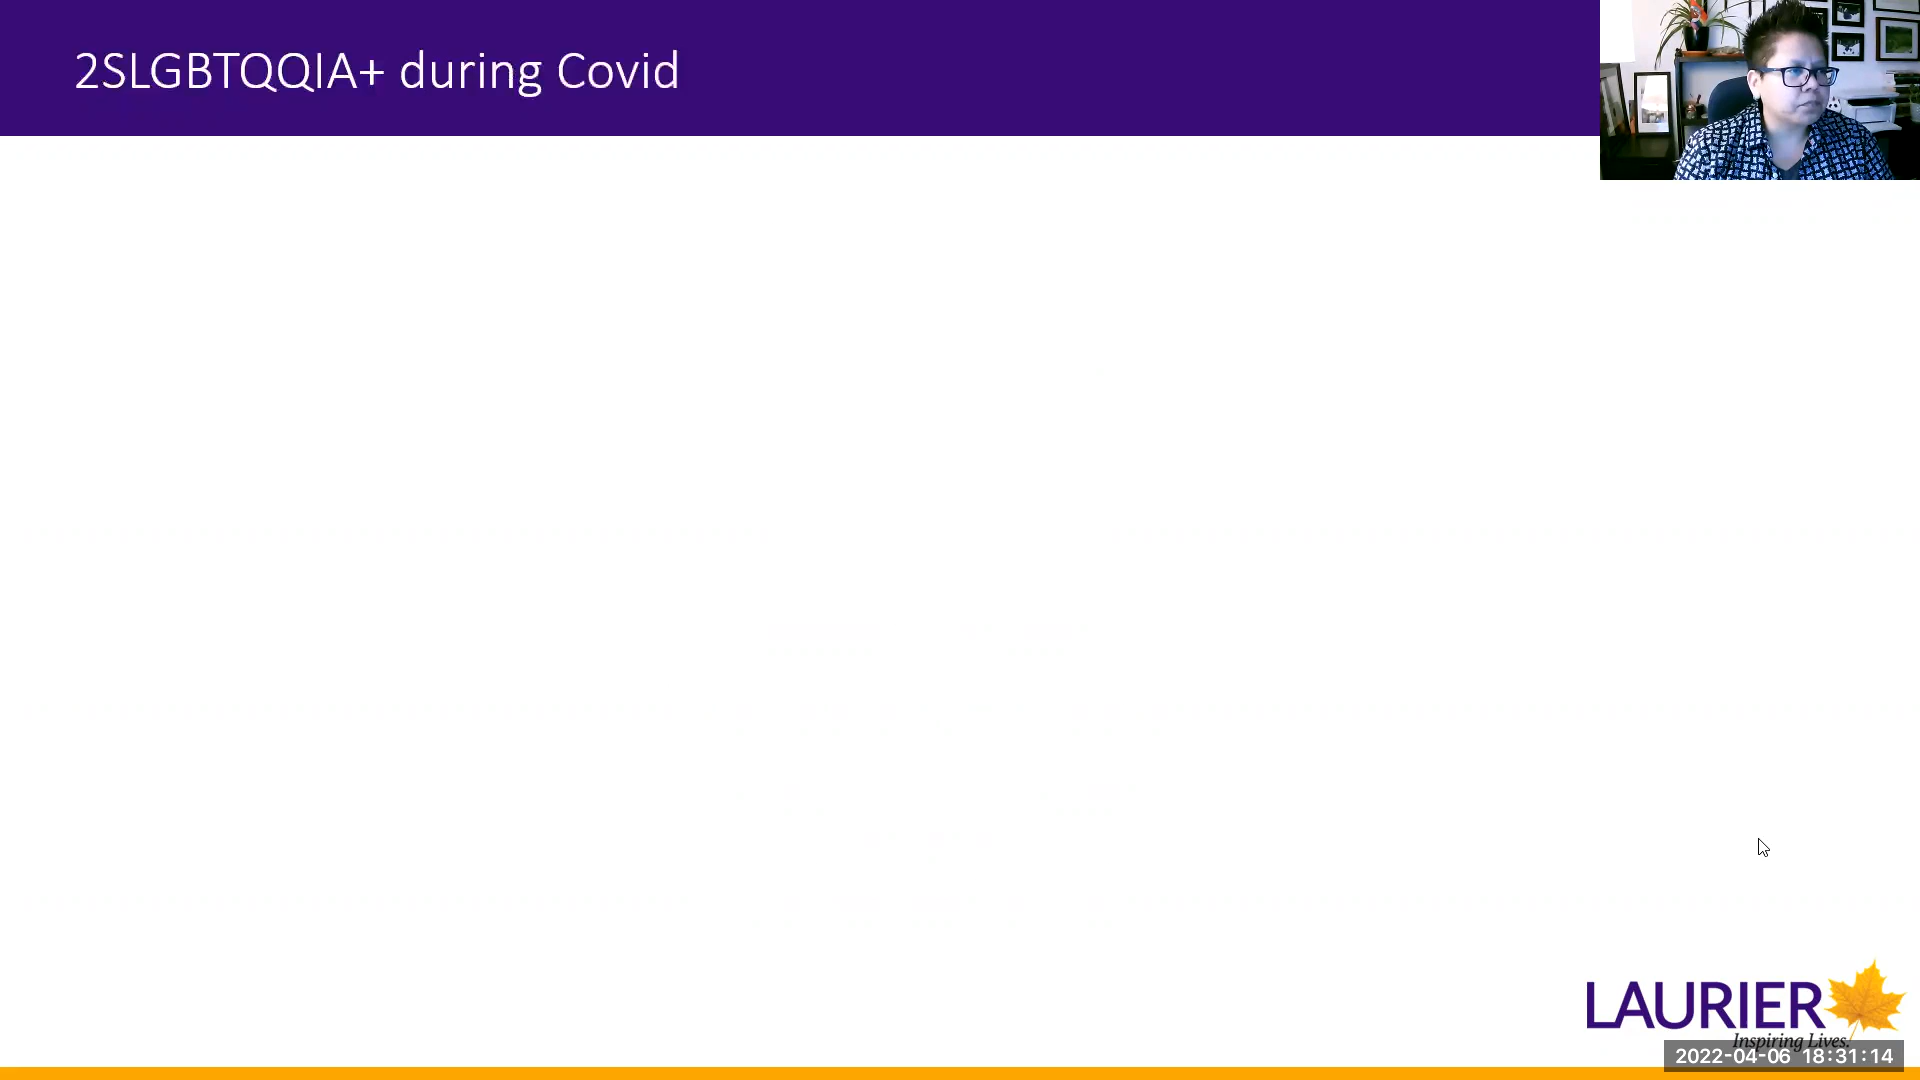 2SLGBTQQIA+ during Covid
LAURIER
Inspiring Lives.
2022-04-06 18:31:14